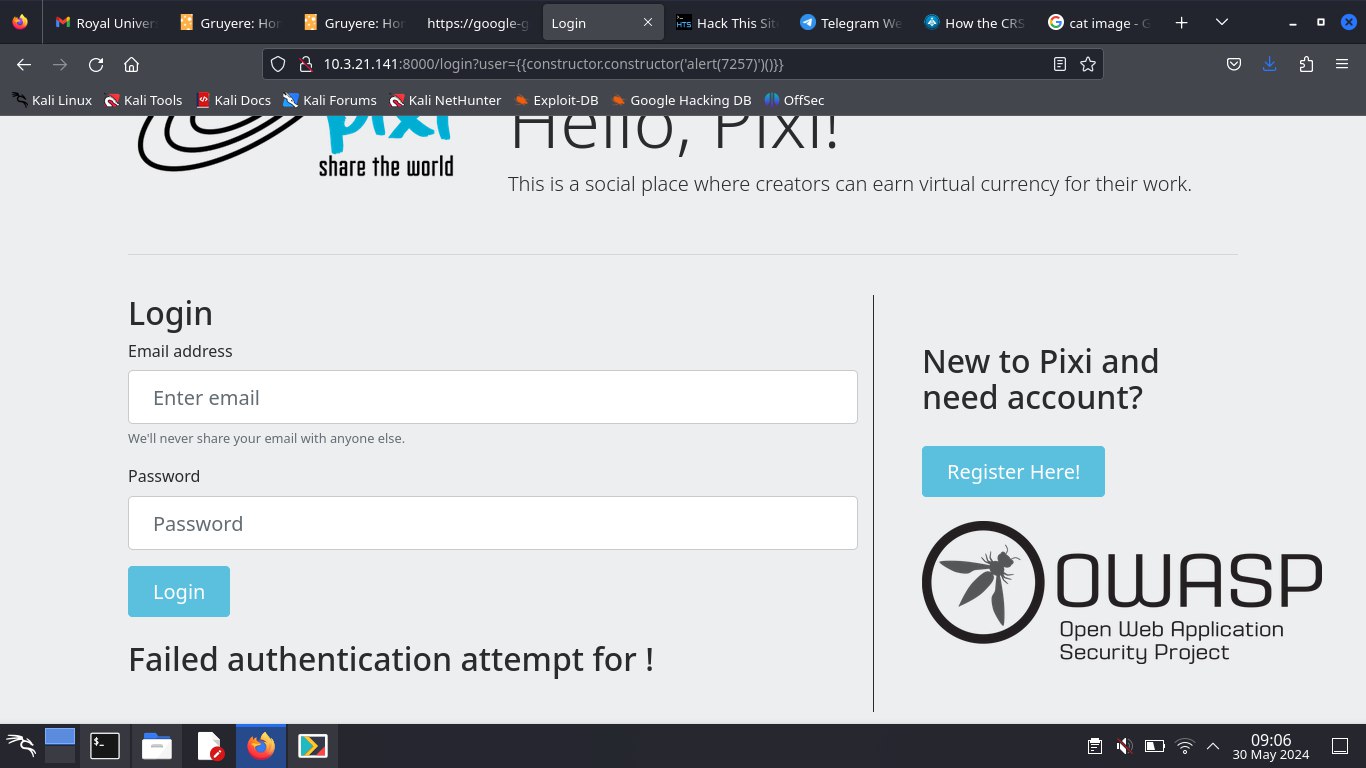 Royal Univers
Gruyere: Hor
Gruyere: Hor
https://google-g
Login
Hack This Sit
Telegram We
How the CRS
cat image - G
10.3.21.141:8000/login?user={{constructor.constructor('alert(7257)')()}}
Kali Linux
Kali Tools
Kali Docs
Kali Forums
Kali NetHunter
Exploit-DB
Google Hacking DB
OffSec
pixi
share the world
Hello, Pixi!
This is a social place where creators can earn virtual currency for their work.
Login
Email address
Enter email
We'll never share your email with anyone else.
Password
Password
Login
Failed authentication attempt for !
New to Pixi and
need account?
Register Here!
OWASP
Open Web Application
Security Project
09:06
30 May 2024